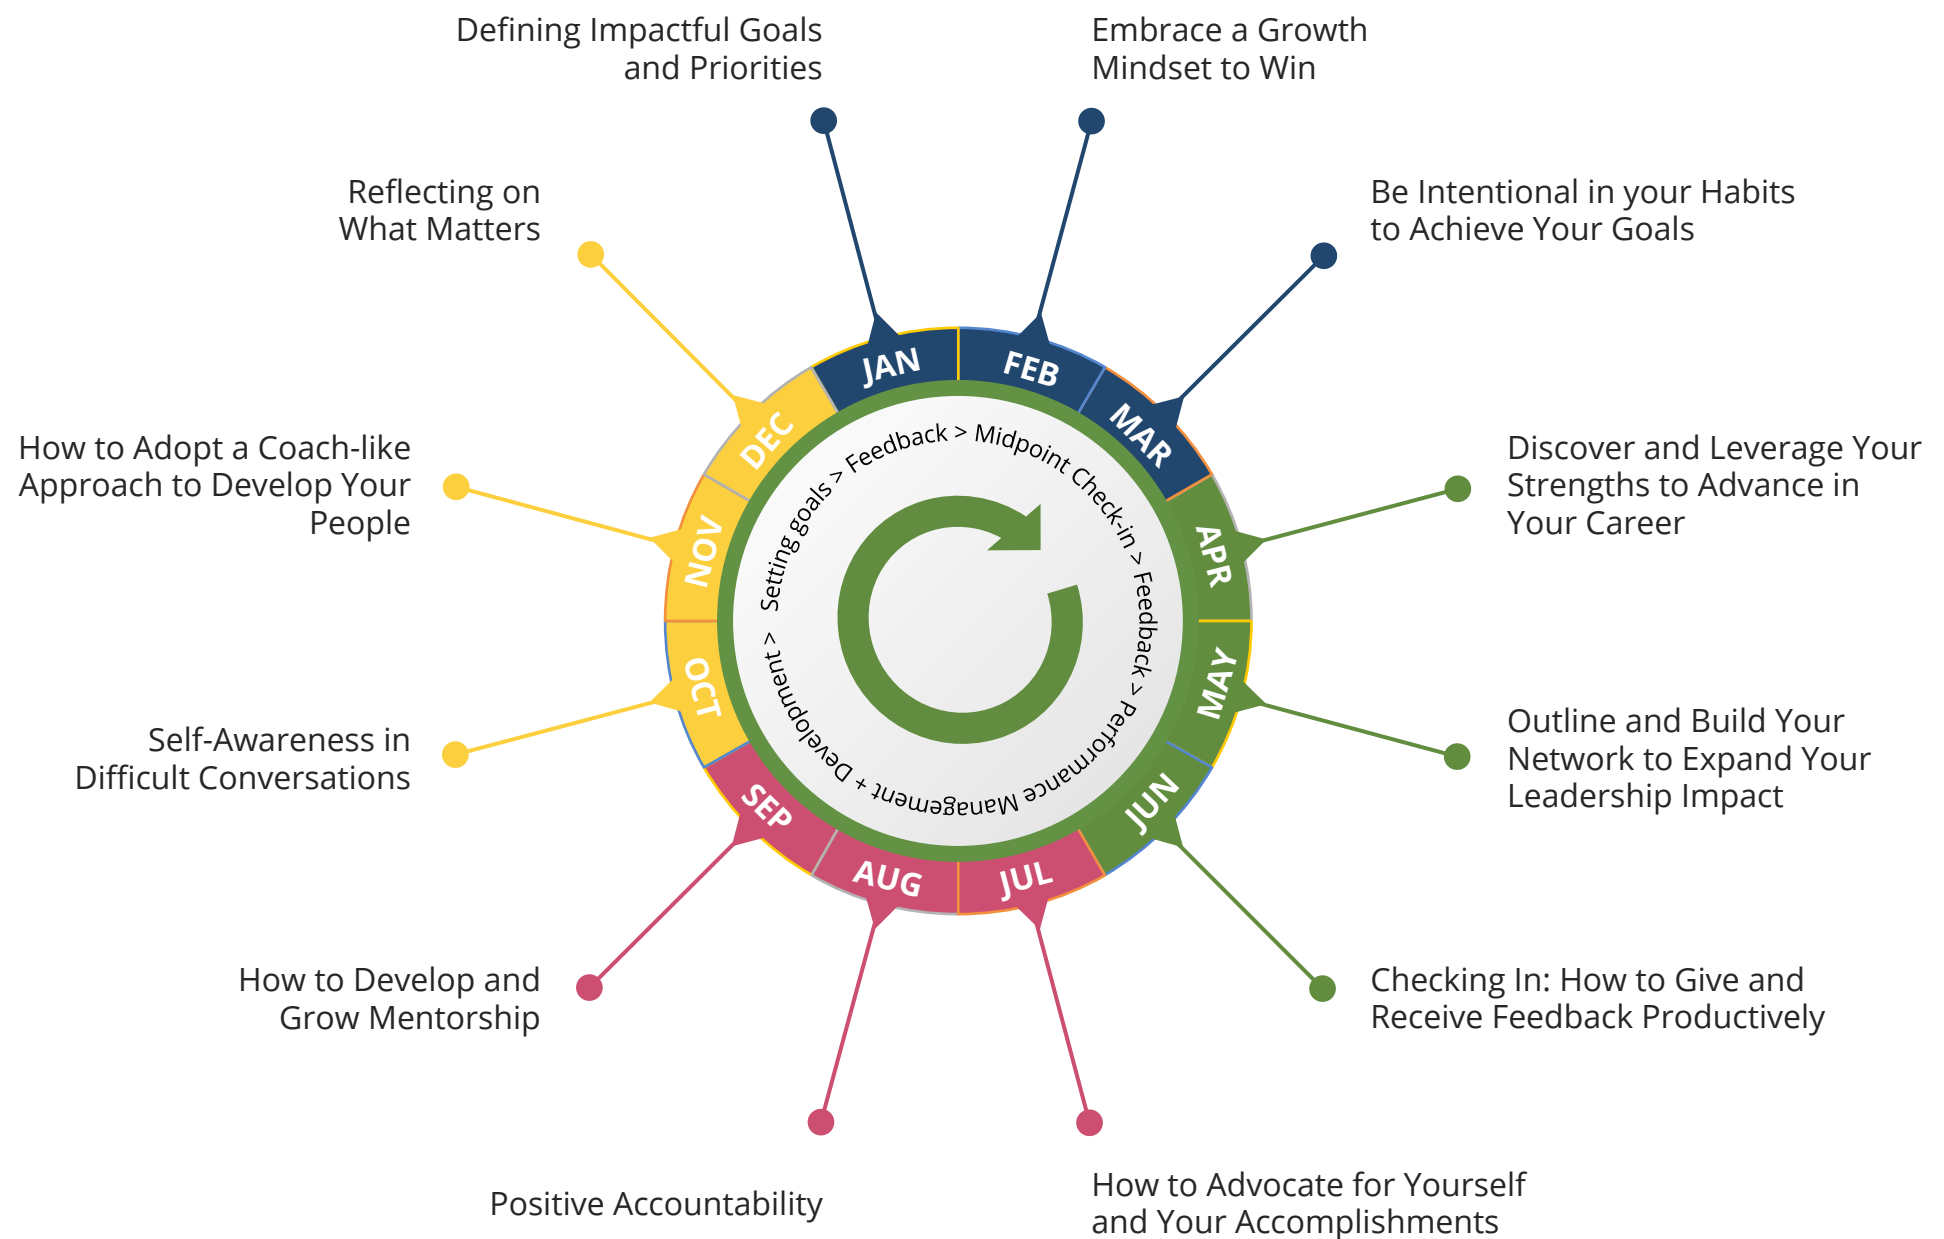 Defining Impactful Goals
and Priorities
Embrace a Growth
Mindset to Win
Reflecting on
What Matters
Be Intentional in your Habits
to Achieve Your Goals
How to Adopt a Coach-like
Approach to Develop Your
People
Discover and Leverage Your
Strengths to Advance in
Your Career
Self-Awareness in
Difficult Conversations
Outline and Build Your
Network to Expand Your
Leadership Impact
How to Develop and
Grow Mentorship
Checking In: How to Give and
Receive Feedback Productively
Positive Accountability
How to Advocate for Yourself
and Your Accomplishments
JAN
FEB
MAR
APR
MAY
JUN
JUL
AUG
SEP
OCT
NOV
DEC
Setting goals > Feedback > Midpoint Check-in > Feedback > Performance Management + Development >